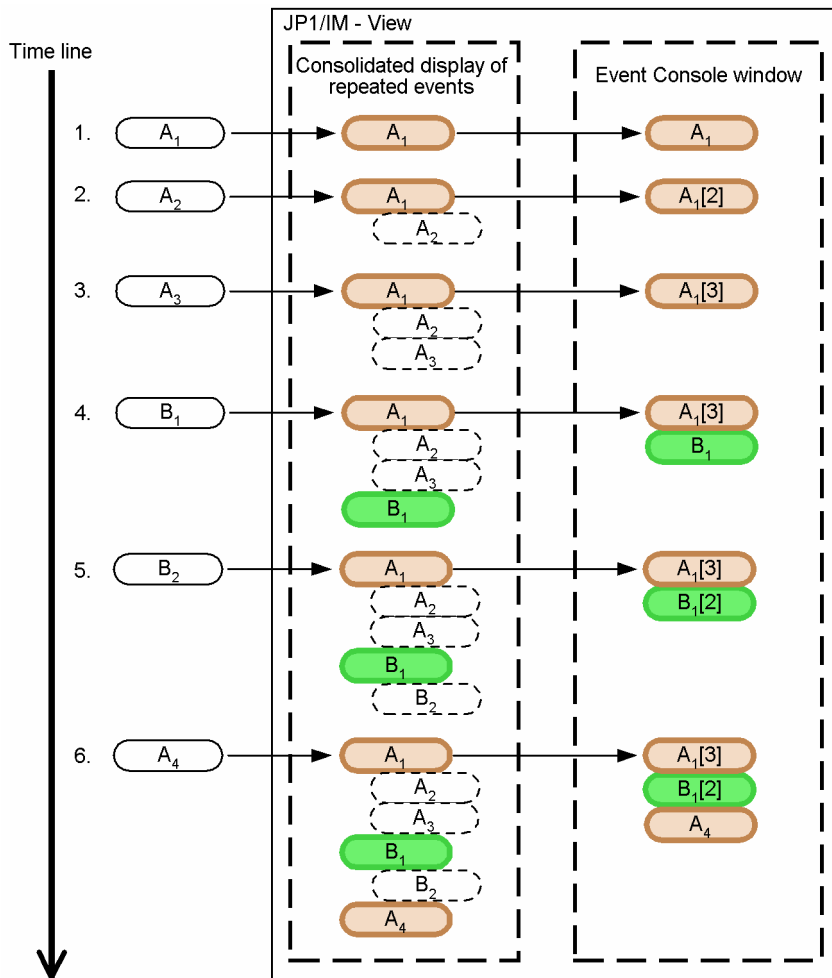 JP1/IM - View
Time line
Consolidated display of
repeated events
Event Console window
1. A₁ A₁ A₁
2. A₂ A₁ A₁[2]
A₂
3. A₃ A₁ A₁[3]
A₂
A₃
4. B₁ A₁ A₁[3]
A₂ B₁
A₃
B₁
5. B₂ A₁ A₁[3]
A₂ B₁[2]
A₃
B₁
B₂
6. A₄ A₁ A₁[3]
A₂ B₁[2]
A₃ A₄
B₁
B₂
A₄